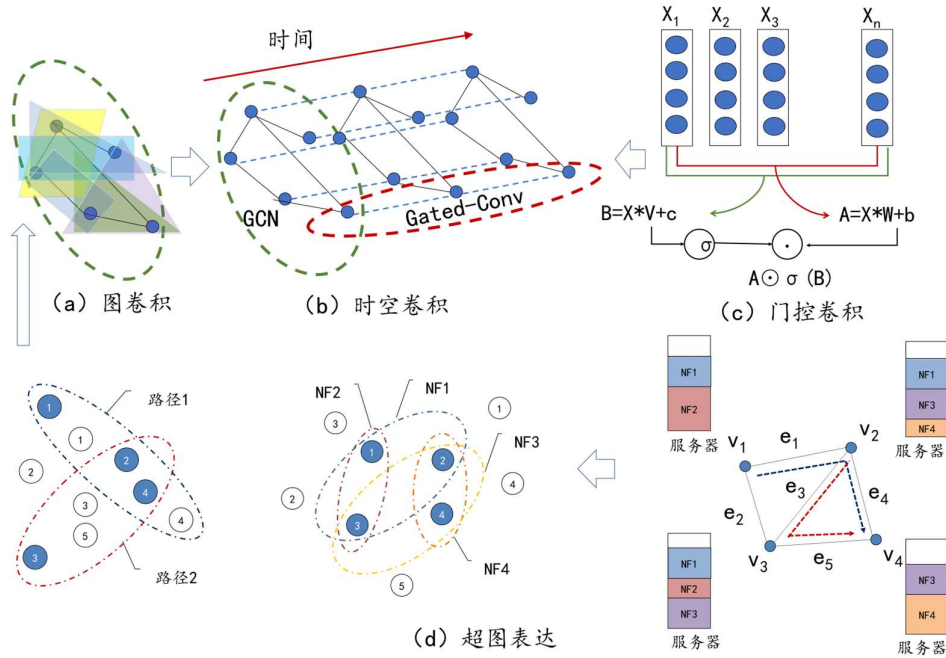 时间
GCN
Gated-Conv
(a) 图卷积
(b) 时空卷积
X1
X2
X3
Xn
B=X*V+c
A=X*W+b
σ
A⊙σ(B)
(c) 门控卷积
路径1
1
1
2
2
4
3
5
4
3
路径2
NF2
NF1
NF3
NF4
3
1
1
2
4
2
3
4
5
(d) 超图表达
NF1
NF2
服务器
NF1
NF3
NF4
服务器
v1
e1
v2
e3
e4
e2
v3
e5
v4
NF1
NF2
NF3
服务器
NF3
NF4
服务器